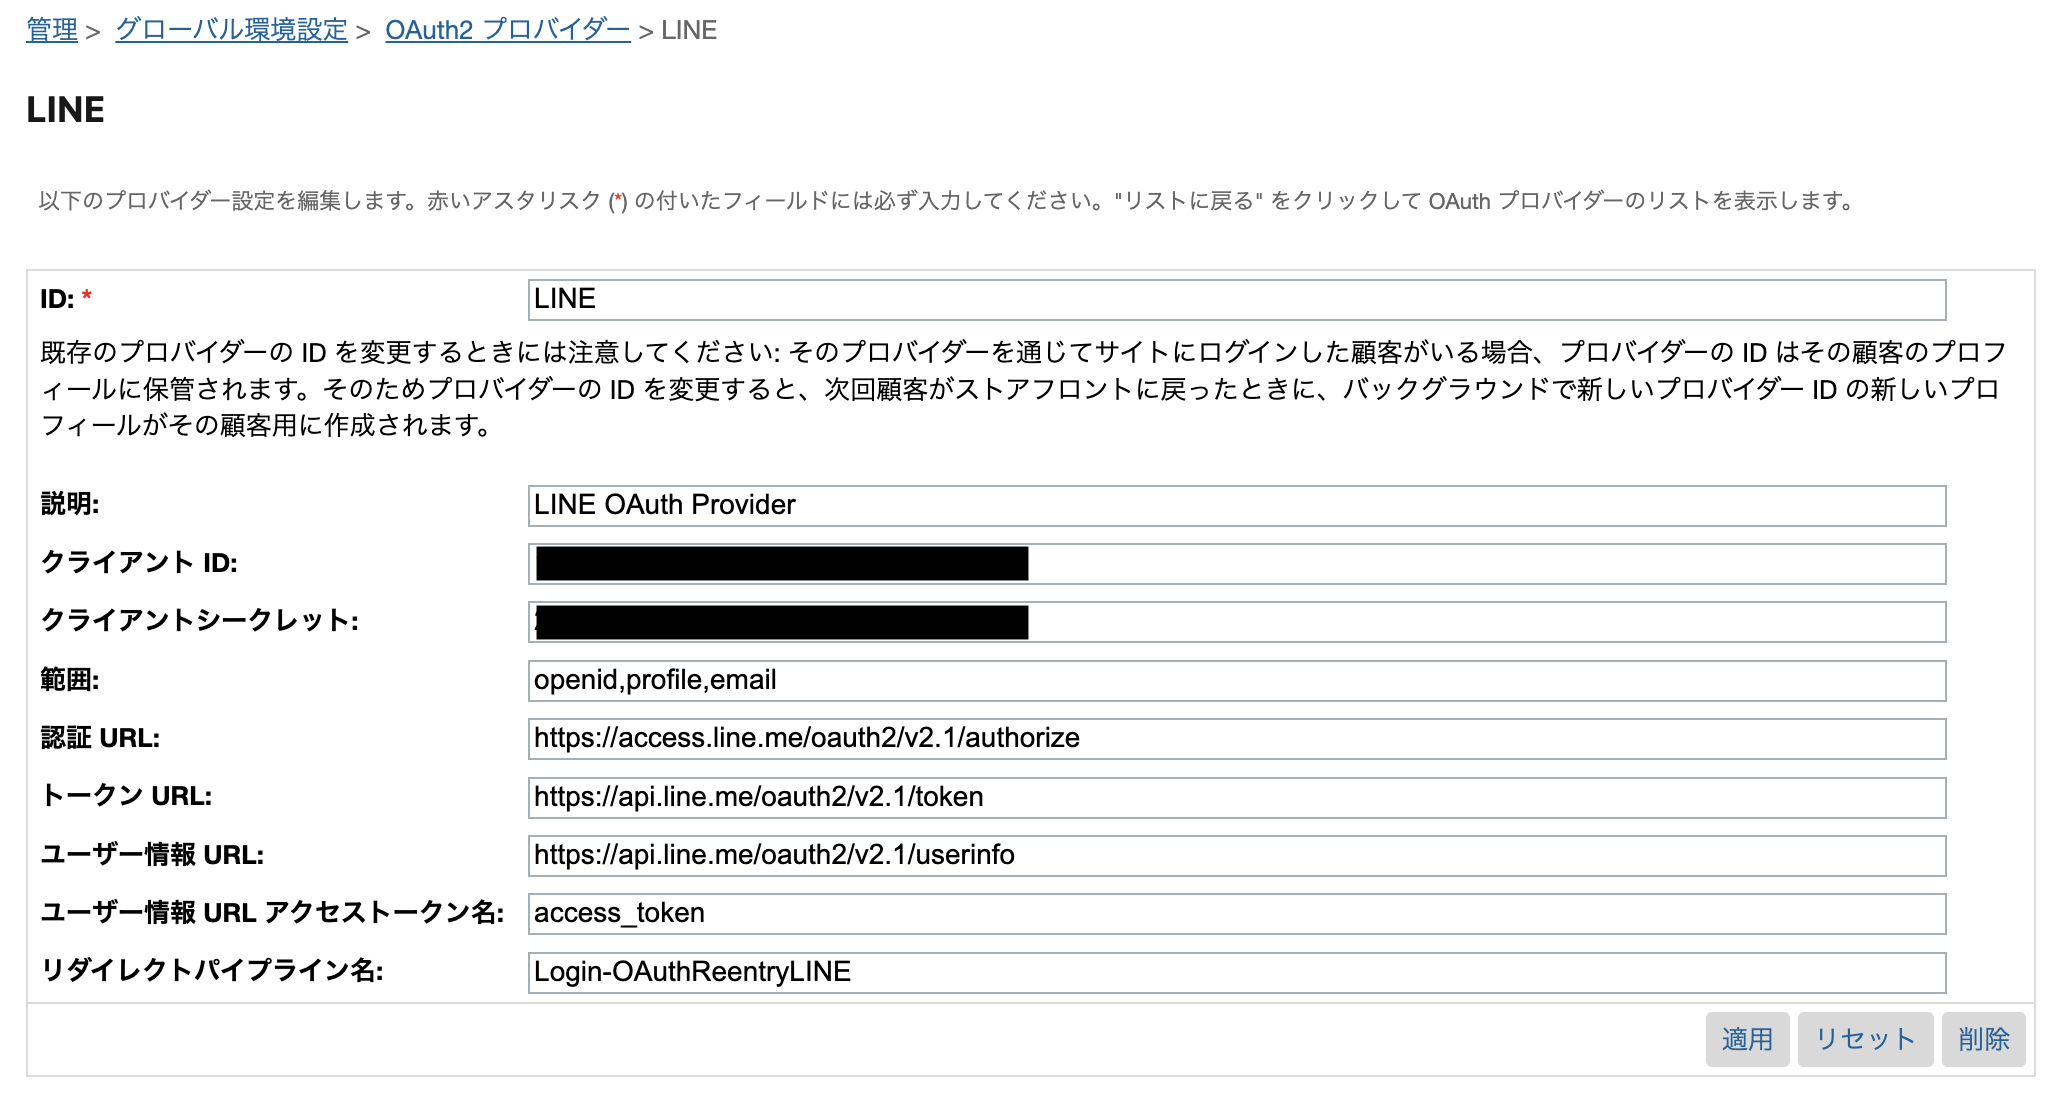 管理 > グローバル環境設定 > OAuth2 プロバイダー > LINE
LINE
以下のプロバイダー設定を編集します。赤いアスタリスク (*) の付いたフィールドには必ず入力してください。"リストに戻る" をクリックして OAuth プロバイダーのリストを表示します。
ID: * LINE
既存のプロバイダーの ID を変更するときには注意してください: そのプロバイダーを通じてサイトにログインした顧客がいる場合、プロバイダーの ID はその顧客のプロフ
ィールに保管されます。そのためプロバイダーの ID を変更すると、次回顧客がストアフロントに戻ったときに、バックグラウンドで新しいプロバイダー ID の新しいプロ
フィールがその顧客用に作成されます。
説明: LINE OAuth Provider
クライアント ID:
クライアントシークレット:
範囲: openid,profile,email
認証 URL: https://access.line.me/oauth2/v2.1/authorize
トークン URL: https://api.line.me/oauth2/v2.1/token
ユーザー情報 URL: https://api.line.me/oauth2/v2.1/userinfo
ユーザー情報 URL アクセストークン名: access_token
リダイレクトパイプライン名: Login-OAuthReentryLINE
適用 リセット 削除